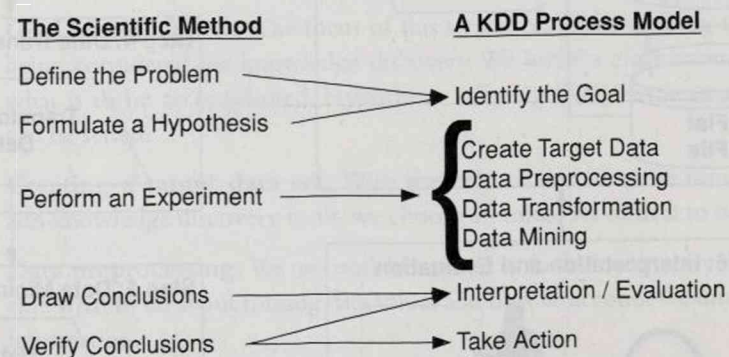 The Scientific Method
A KDD Process Model
Define the Problem
Identify the Goal
Formulate a Hypothesis
Create Target Data
Data Preprocessing
Perform an Experiment
Data Transformation
Data Mining
Draw Conclusions
Interpretation / Evaluation
Verify Conclusions
Take Action